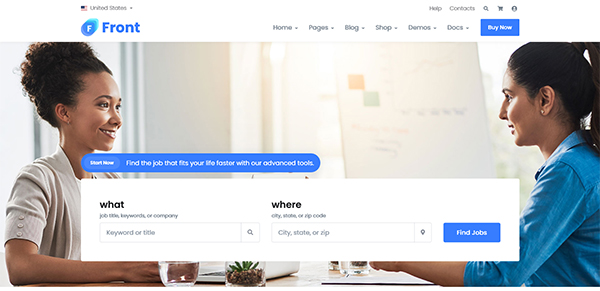 United States
Help Contacts
F Front
Home Pages Blog Shop Demos Docs Buy Now
Start Now Find the job that fits your life faster with our advanced tools.
what where
job title, keywords, or company city, state, or zip code
Keyword or title City, state, or zip Find Jobs